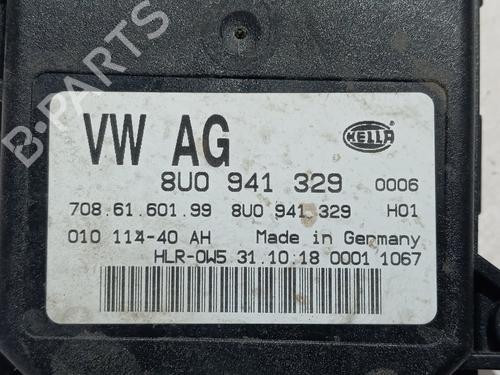 B-PARTS
VW AG
HELLA
8U0 941 329 0006
708.61.601.99 8U0 941 329 H01
010 114-40 AH Made in Germany
HLR-0W5 31.10.18 0001 1067